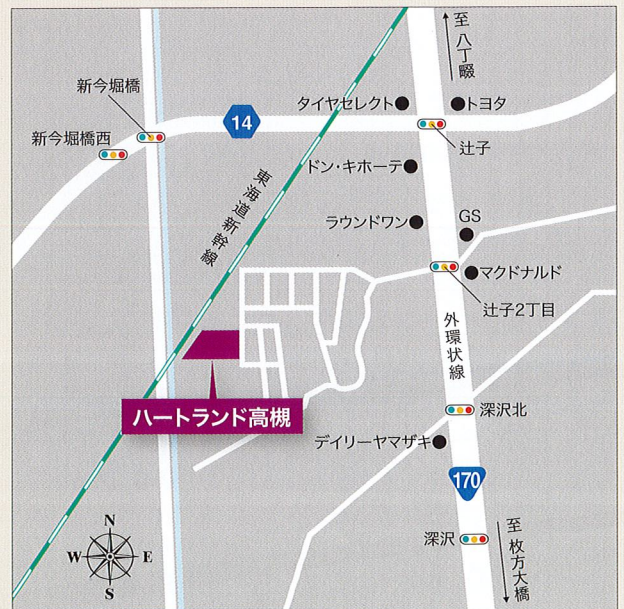 至 八丁畷
新今堀橋
タイヤセレクト
トヨタ
14
新今堀橋西
辻子
ドン・キホーテ
東海道新幹線
ラウンドワン
GS
マクドナルド
辻子2丁目
外環状線
ハートランド高槻
深沢北
デイリーヤマザキ
170
N
W
E
S
深沢
至 枚方大橋